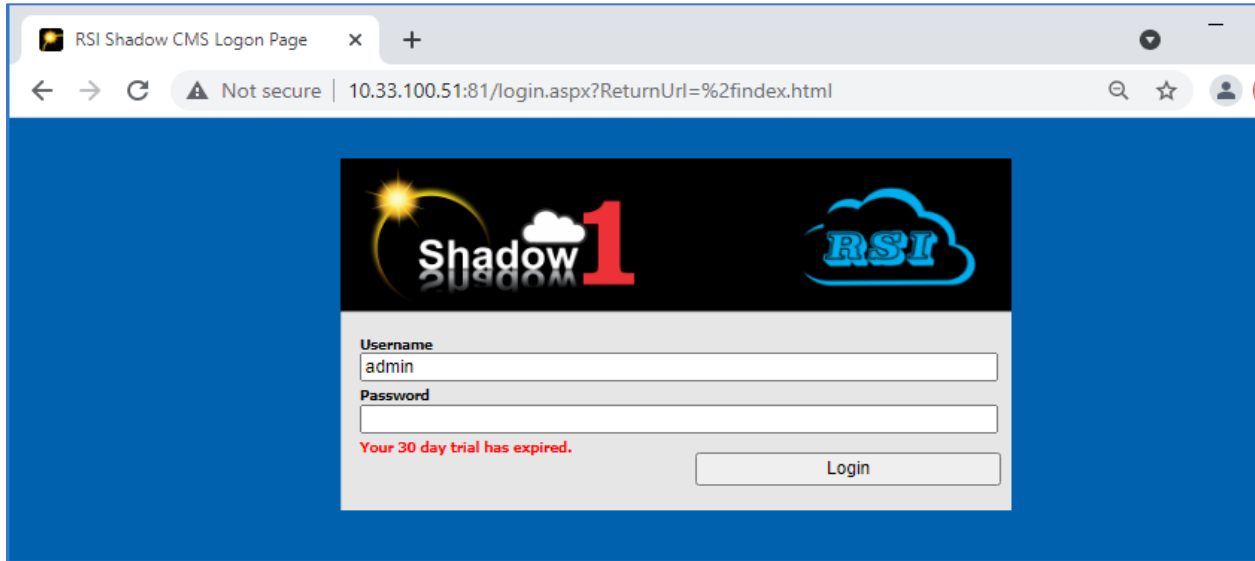 RSI Shadow CMS Logon Page
Not secure | 10.33.100.51:81/login.aspx?ReturnUrl=%2findex.html
Shadow 1
RSI
Username
admin
Password
Your 30 day trial has expired.
Login